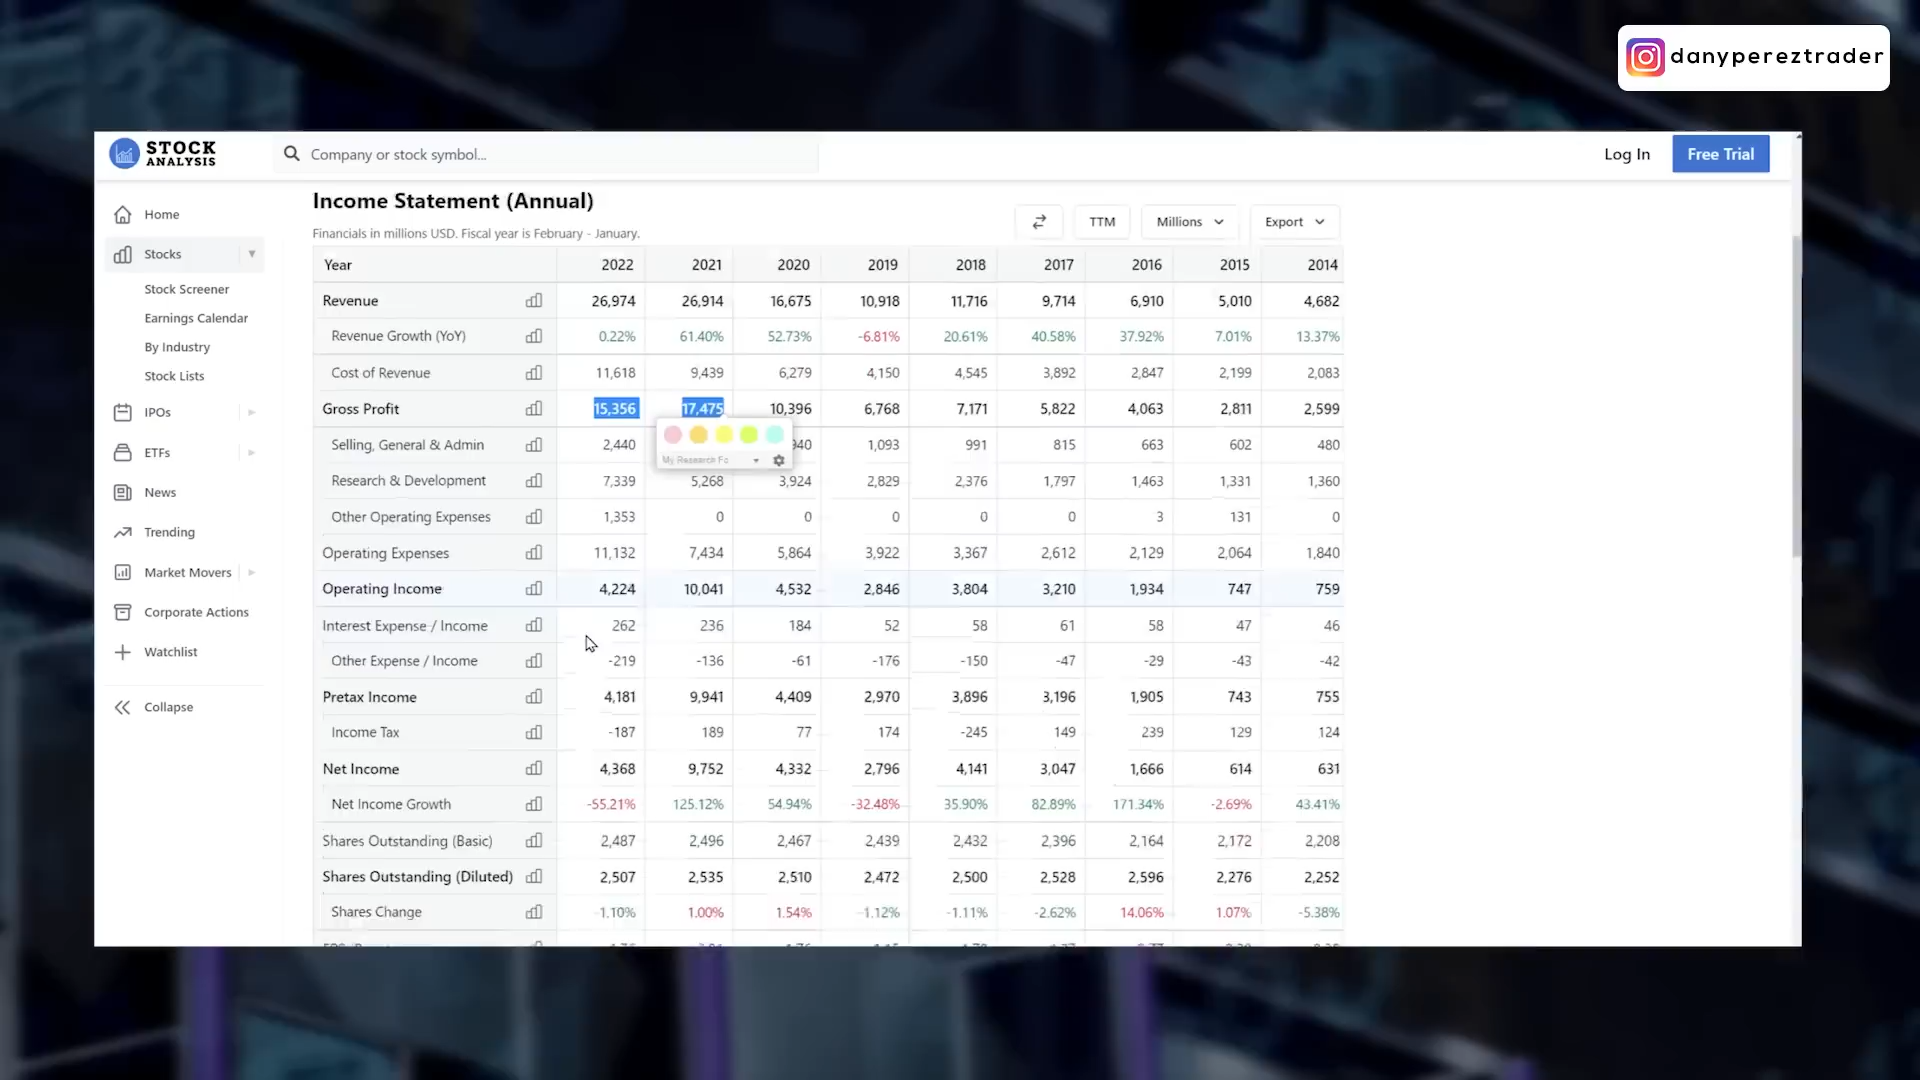 danypereztrader
STOCK
ANALYSIS
Company or stock symbol...
Log In
Free Trial
Home
Stocks
Stock Screener
Earnings Calendar
By Industry
Stock Lists
IPOs
ETFs
News
Trending
Market Movers
Corporate Actions
Watchlist
Collapse
Income Statement (Annual)
Financials in millions USD. Fiscal year is February - January.
TTM
Millions
Export
Year 2022 2021 2020 2019 2018 2017 2016 2015 2014
Revenue 26,974 26,914 16,675 10,918 11,716 9,714 6,910 5,010 4,682
Revenue Growth (YoY) 0.22% 61.40% 52.73% -6.81% 20.61% 40.58% 37.92% 7.01% 13.37%
Cost of Revenue 11,618 9,439 6,279 4,150 4,545 3,892 2,847 2,199 2,083
Gross Profit 15,356 17,475 10,396 6,768 7,171 5,822 4,063 2,811 2,599
Selling, General & Admin 2,440 940 1,093 991 815 663 602 480
My Research Fo
Research & Development 7,339 5,268 3,924 2,829 2,376 1,797 1,463 1,331 1,360
Other Operating Expenses 1,353 0 0 0 0 0 3 131 0
Operating Expenses 11,132 7,434 5,864 3,922 3,367 2,612 2,129 2,064 1,840
Operating Income 4,224 10,041 4,532 2,846 3,804 3,210 1,934 747 759
Interest Expense / Income 262 236 184 52 58 61 58 47 46
Other Expense / Income -219 -136 -61 -176 -150 -47 -29 -43 -42
Pretax Income 4,181 9,941 4,409 2,970 3,896 3,196 1,905 743 755
Income Tax -187 189 77 174 -245 149 239 129 124
Net Income 4,368 9,752 4,332 2,796 4,141 3,047 1,666 614 631
Net Income Growth -55.21% 125.12% 54.94% -32.48% 35.90% 82.89% 171.34% -2.69% 43.41%
Shares Outstanding (Basic) 2,487 2,496 2,467 2,439 2,432 2,396 2,164 2,172 2,208
Shares Outstanding (Diluted) 2,507 2,535 2,510 2,472 2,500 2,528 2,596 2,276 2,252
Shares Change -1.10% 1.00% 1.54% -1.12% -1.11% -2.62% 14.06% 1.07% -5.38%